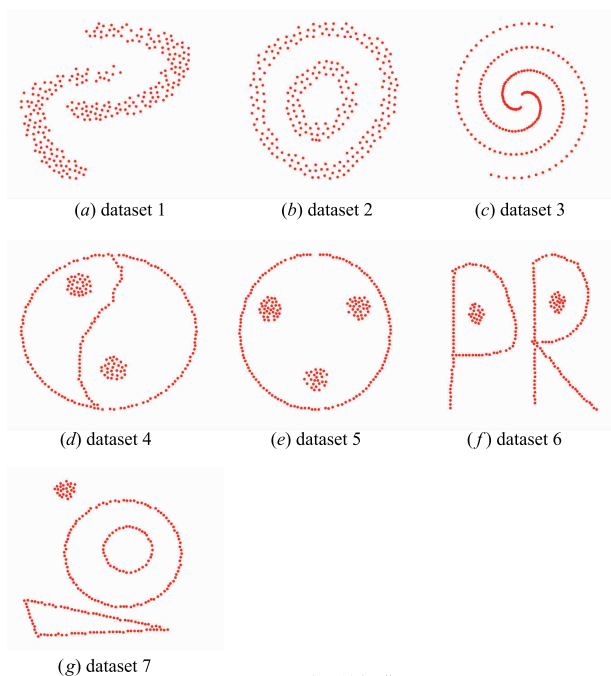 (a) dataset 1
(b) dataset 2
(c) dataset 3
(d) dataset 4
(e) dataset 5
(f) dataset 6
(g) dataset 7